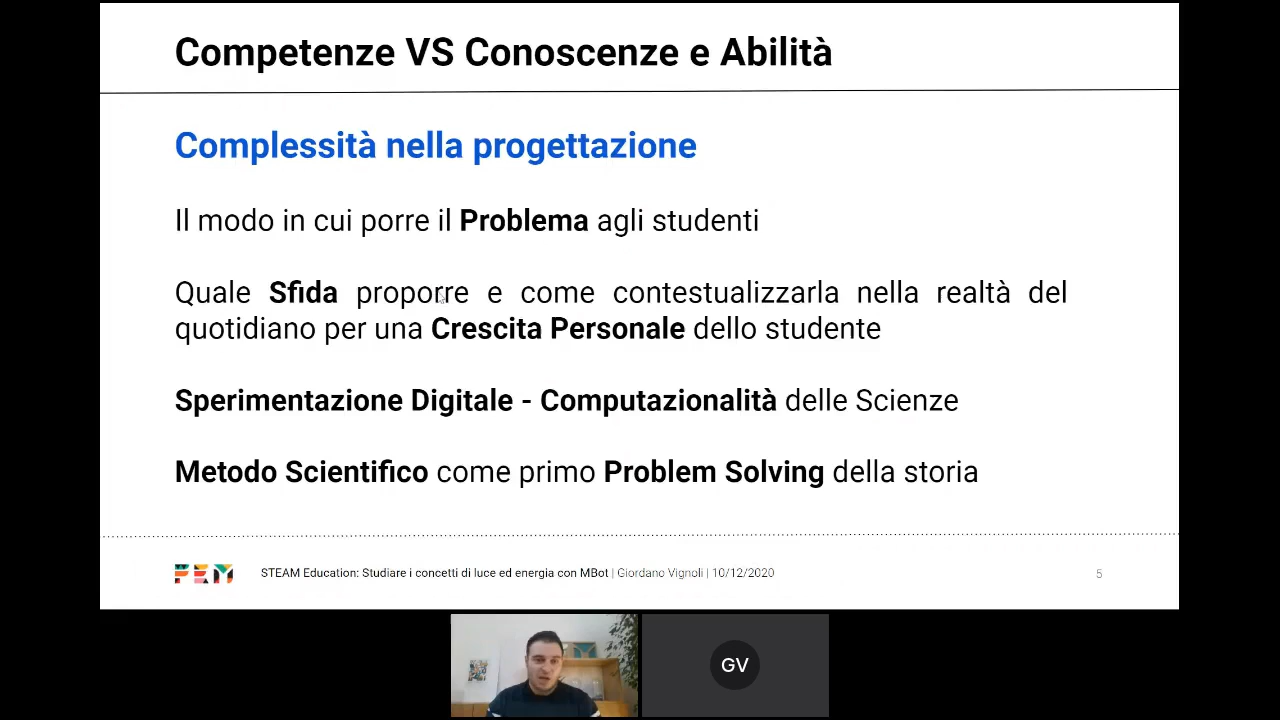 Competenze VS Conoscenze e Abilità
Complessità nella progettazione
Il modo in cui porre il Problema agli studenti
Quale Sfida proporre e come contestualizzarla nella realtà del
quotidiano per una Crescita Personale dello studente
Sperimentazione Digitale - Computazionalità delle Scienze
Metodo Scientifico come primo Problem Solving della storia
FEM
STEAM Education: Studiare i concetti di luce ed energia con MBot | Giordano Vignoli | 10/12/2020
5
GV